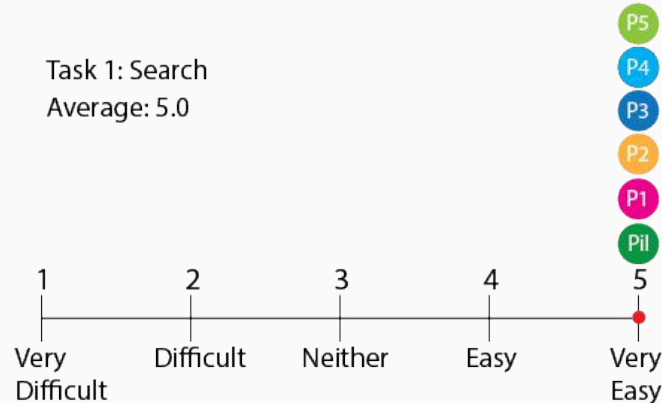 P5
Task 1: Search
P4
Average: 5.0
P3
P2
P1
Pil
1 2 3 4 5
Very Difficult Neither Easy Very
Difficult Easy